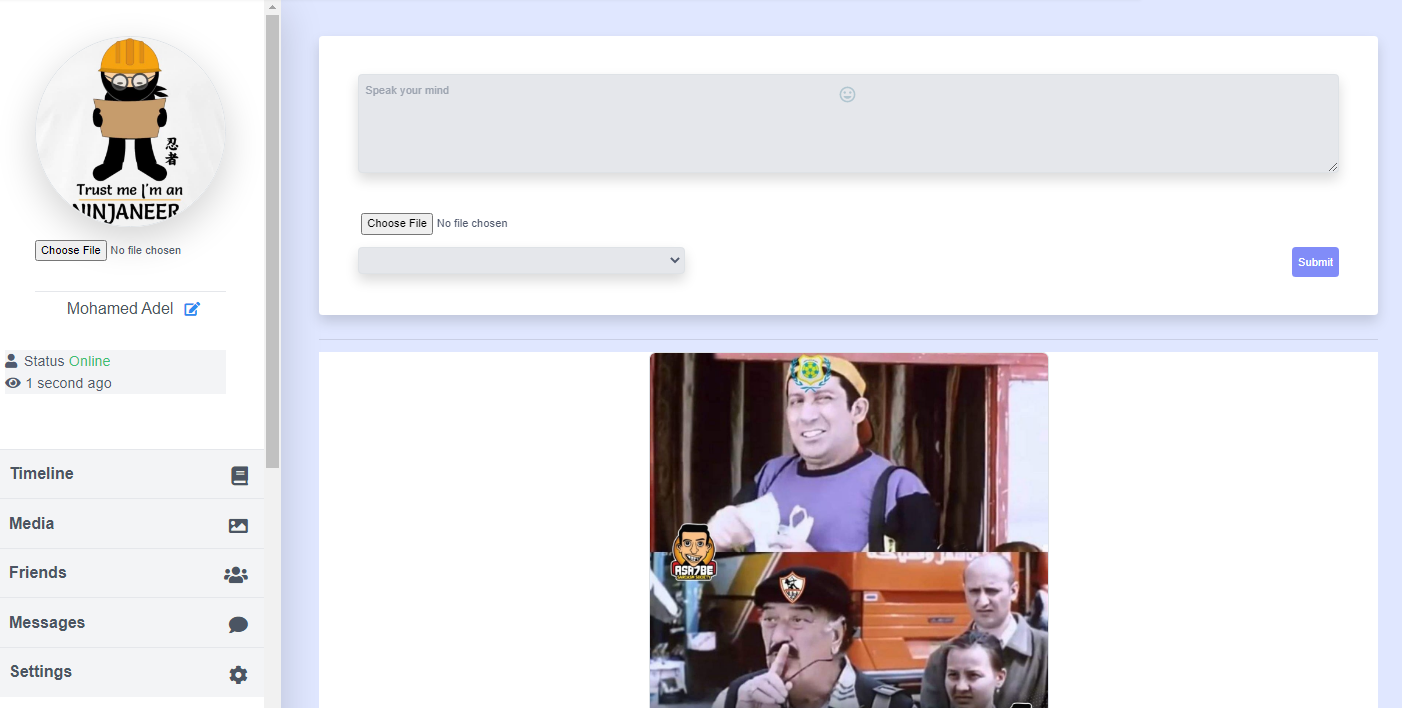 忍
者
Trust me I'm an
NINJANEER
Choose File No file chosen
Mohamed Adel
Status Online
1 second ago
Timeline
Media
Friends
Messages
Settings
Speak your mind
Choose File No file chosen
Submit
ASA7BE